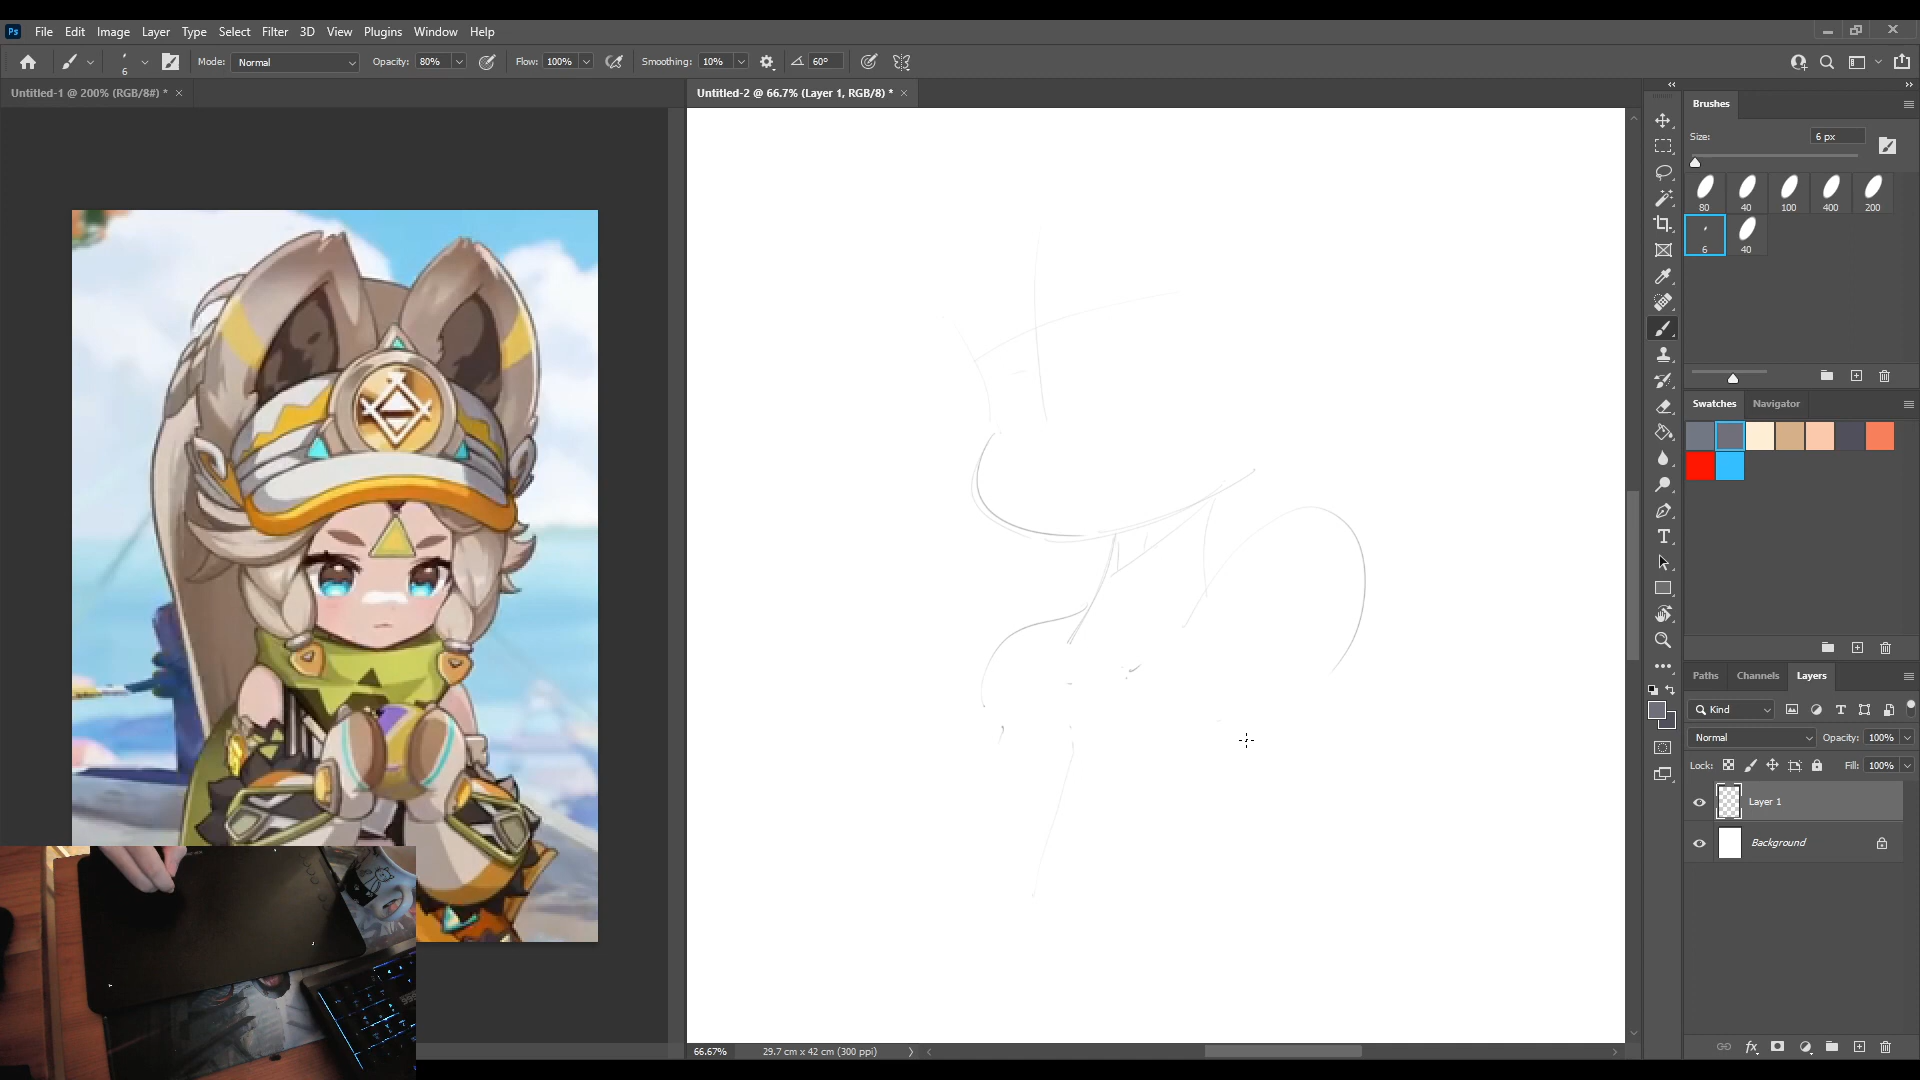 Ps File Edit Image Layer Type Select Filter 3D View Plugins Window Help
6 Mode: Normal Opacity: 80% Flow: 100% Smoothing: 10% 60°
Untitled-1 @ 200% (RGB/8#) * ×
Untitled-2 @ 66.7% (Layer 1, RGB/8) * ×
Brushes
Size: 6 px
80 40 100 400 200
6 40
Swatches Navigator
Paths Channels Layers
Kind
Normal Opacity: 100%
Lock: Fill: 100%
Layer 1
Background
66.67% 29.7 cm x 42 cm (300 ppi)
fx